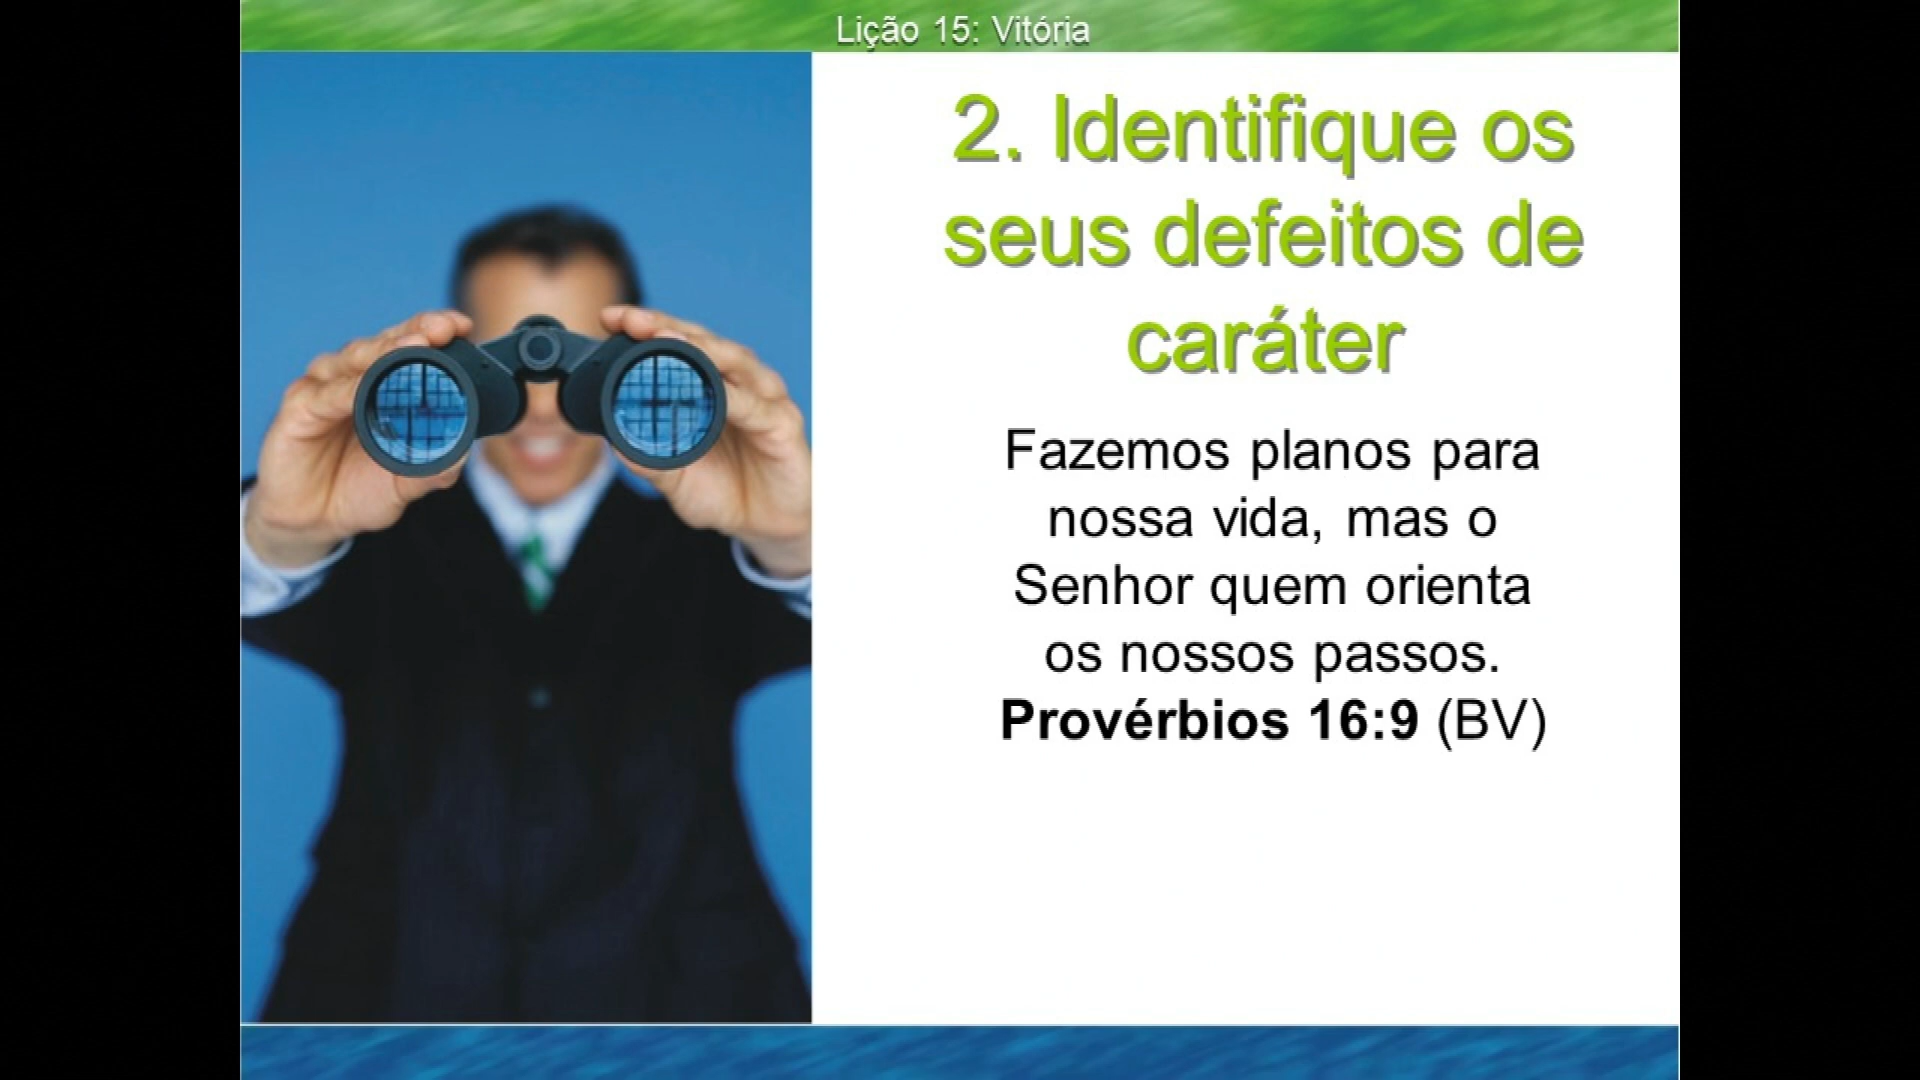 Lição 15: Vitória
2. Identifique os
seus defeitos de
caráter
Fazemos planos para
nossa vida, mas o
Senhor quem orienta
os nossos passos.
Provérbios 16:9 (BV)